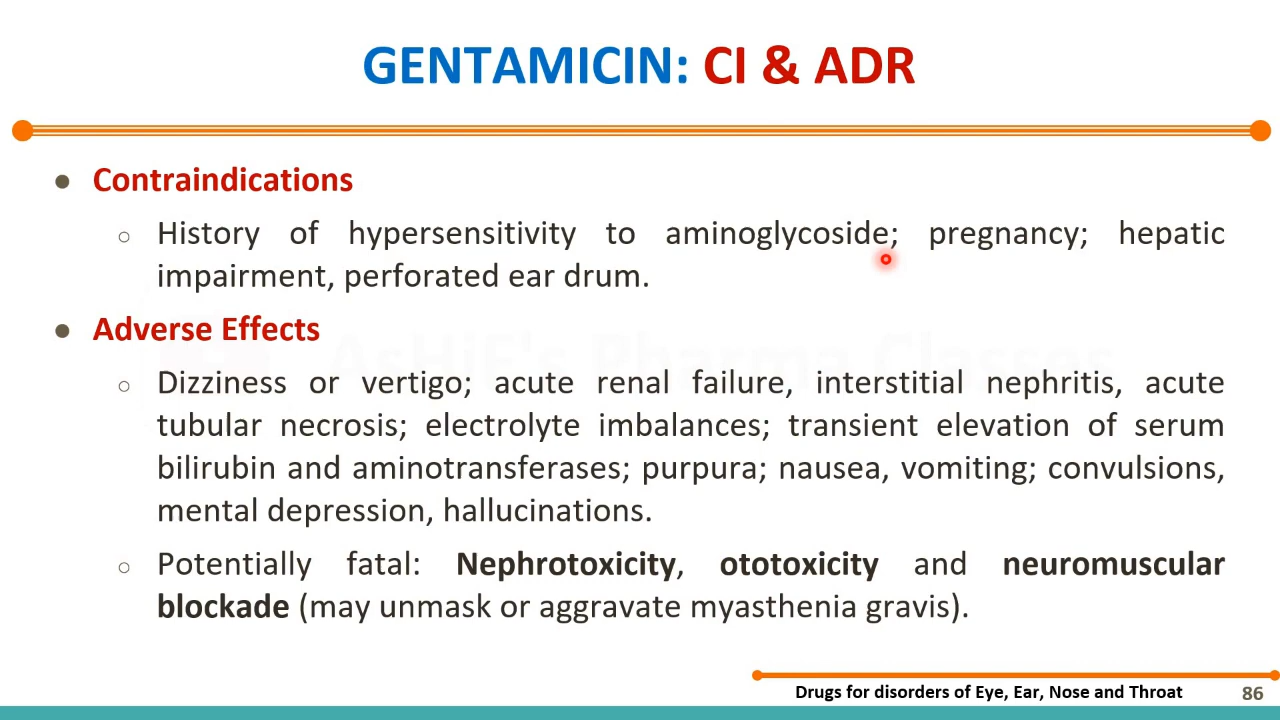 GENTAMICIN: CI & ADR
● Contraindications
○ History of hypersensitivity to aminoglycoside; pregnancy; hepatic
impairment, perforated ear drum.
● Adverse Effects
AsHiF's Pharma Classes
○ Dizziness or vertigo; acute renal failure, interstitial nephritis, acute
tubular necrosis; electrolyte imbalances; transient elevation of serum
bilirubin and aminotransferases; purpura; nausea, vomiting; convulsions,
mental depression, hallucinations.
○ Potentially fatal: Nephrotoxicity, ototoxicity and neuromuscular
blockade (may unmask or aggravate myasthenia gravis).
Drugs for disorders of Eye, Ear, Nose and Throat 86